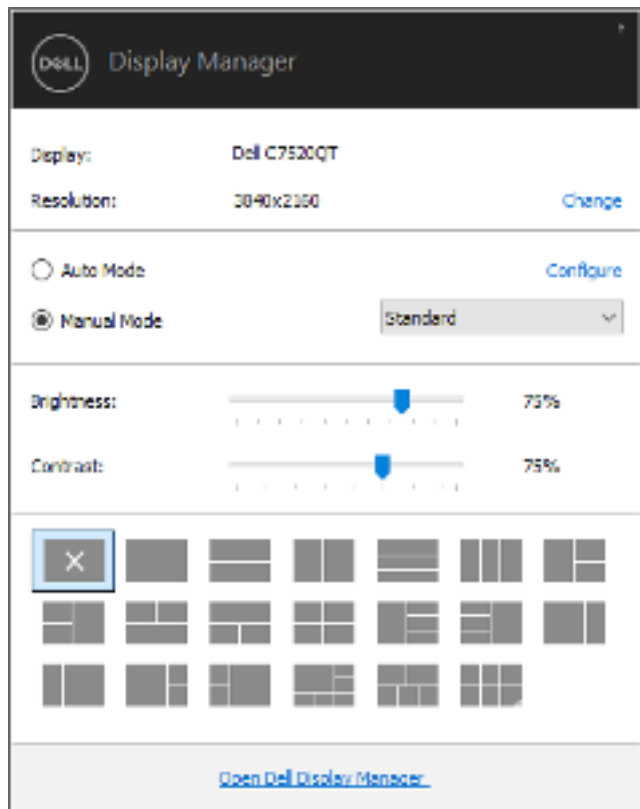 DELL Display Manager
Display: Dell C7520QT
Resolution: 3840x2160 Change
Auto Mode Configure
Manual Mode Standard
Brightness: 75%
Contrast: 75%
Open Dell Display Manager